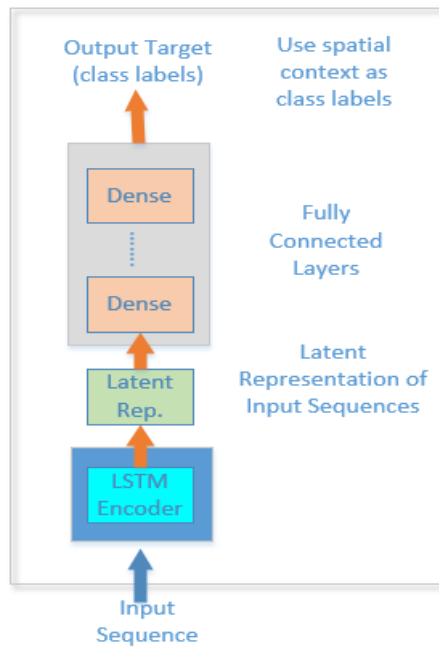 Output Target
(class labels)
Use spatial
context as
class labels
Dense
Fully
Connected
Layers
Dense
Latent
Representation of
Input Sequences
Latent
Rep.
LSTM
Encoder
Input
Sequence